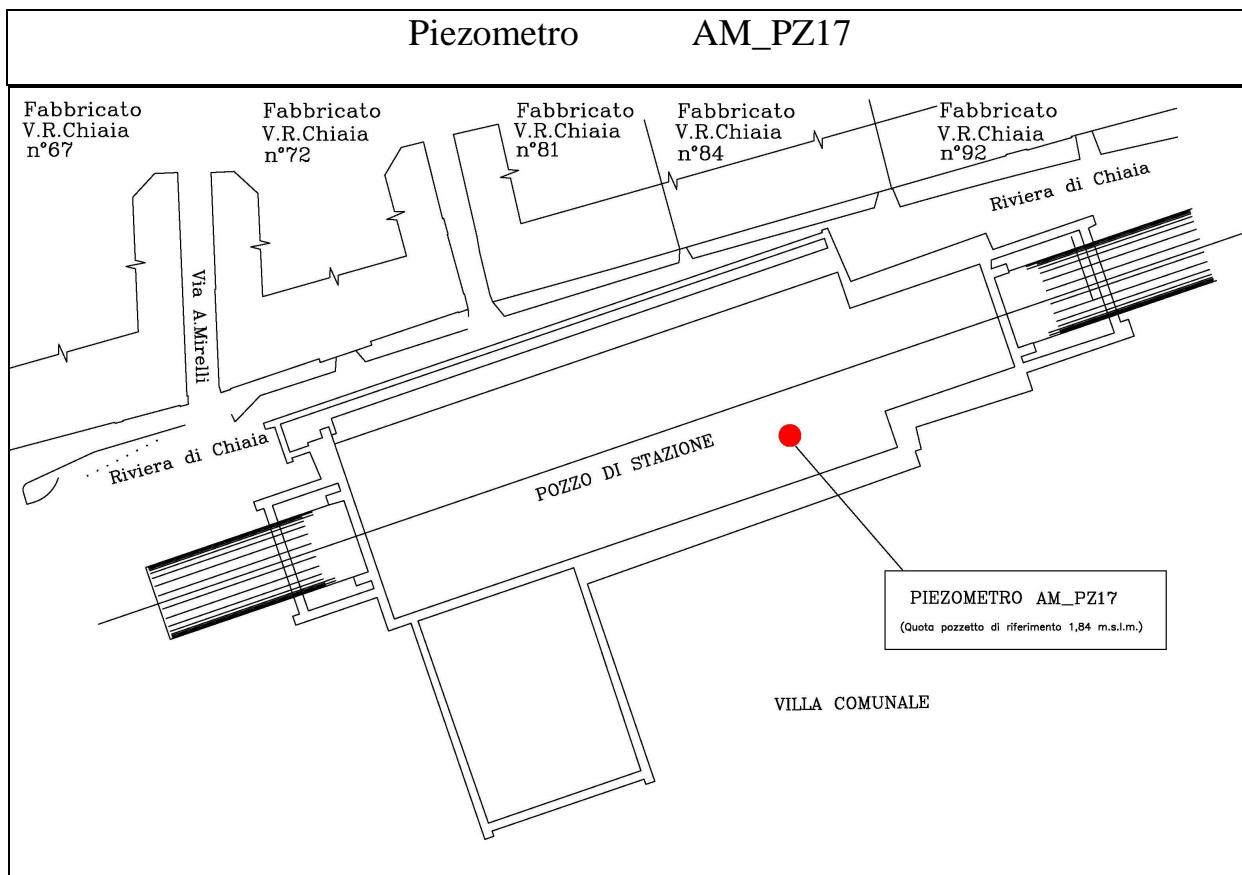 Piezometro AM_PZ17
Fabbricato
V.R.Chiaia
n°67
Fabbricato
V.R.Chiaia
n°72
Fabbricato
V.R.Chiaia
n°81
Fabbricato
V.R.Chiaia
n°84
Fabbricato
V.R.Chiaia
n°92
Riviera di Chiaia
Via A.Mirelli
Riviera di Chiaia
POZZO DI STAZIONE
PIEZOMETRO AM_PZ17
(Quota pozzetto di riferimento 1,84 m.s.l.m.)
VILLA COMUNALE